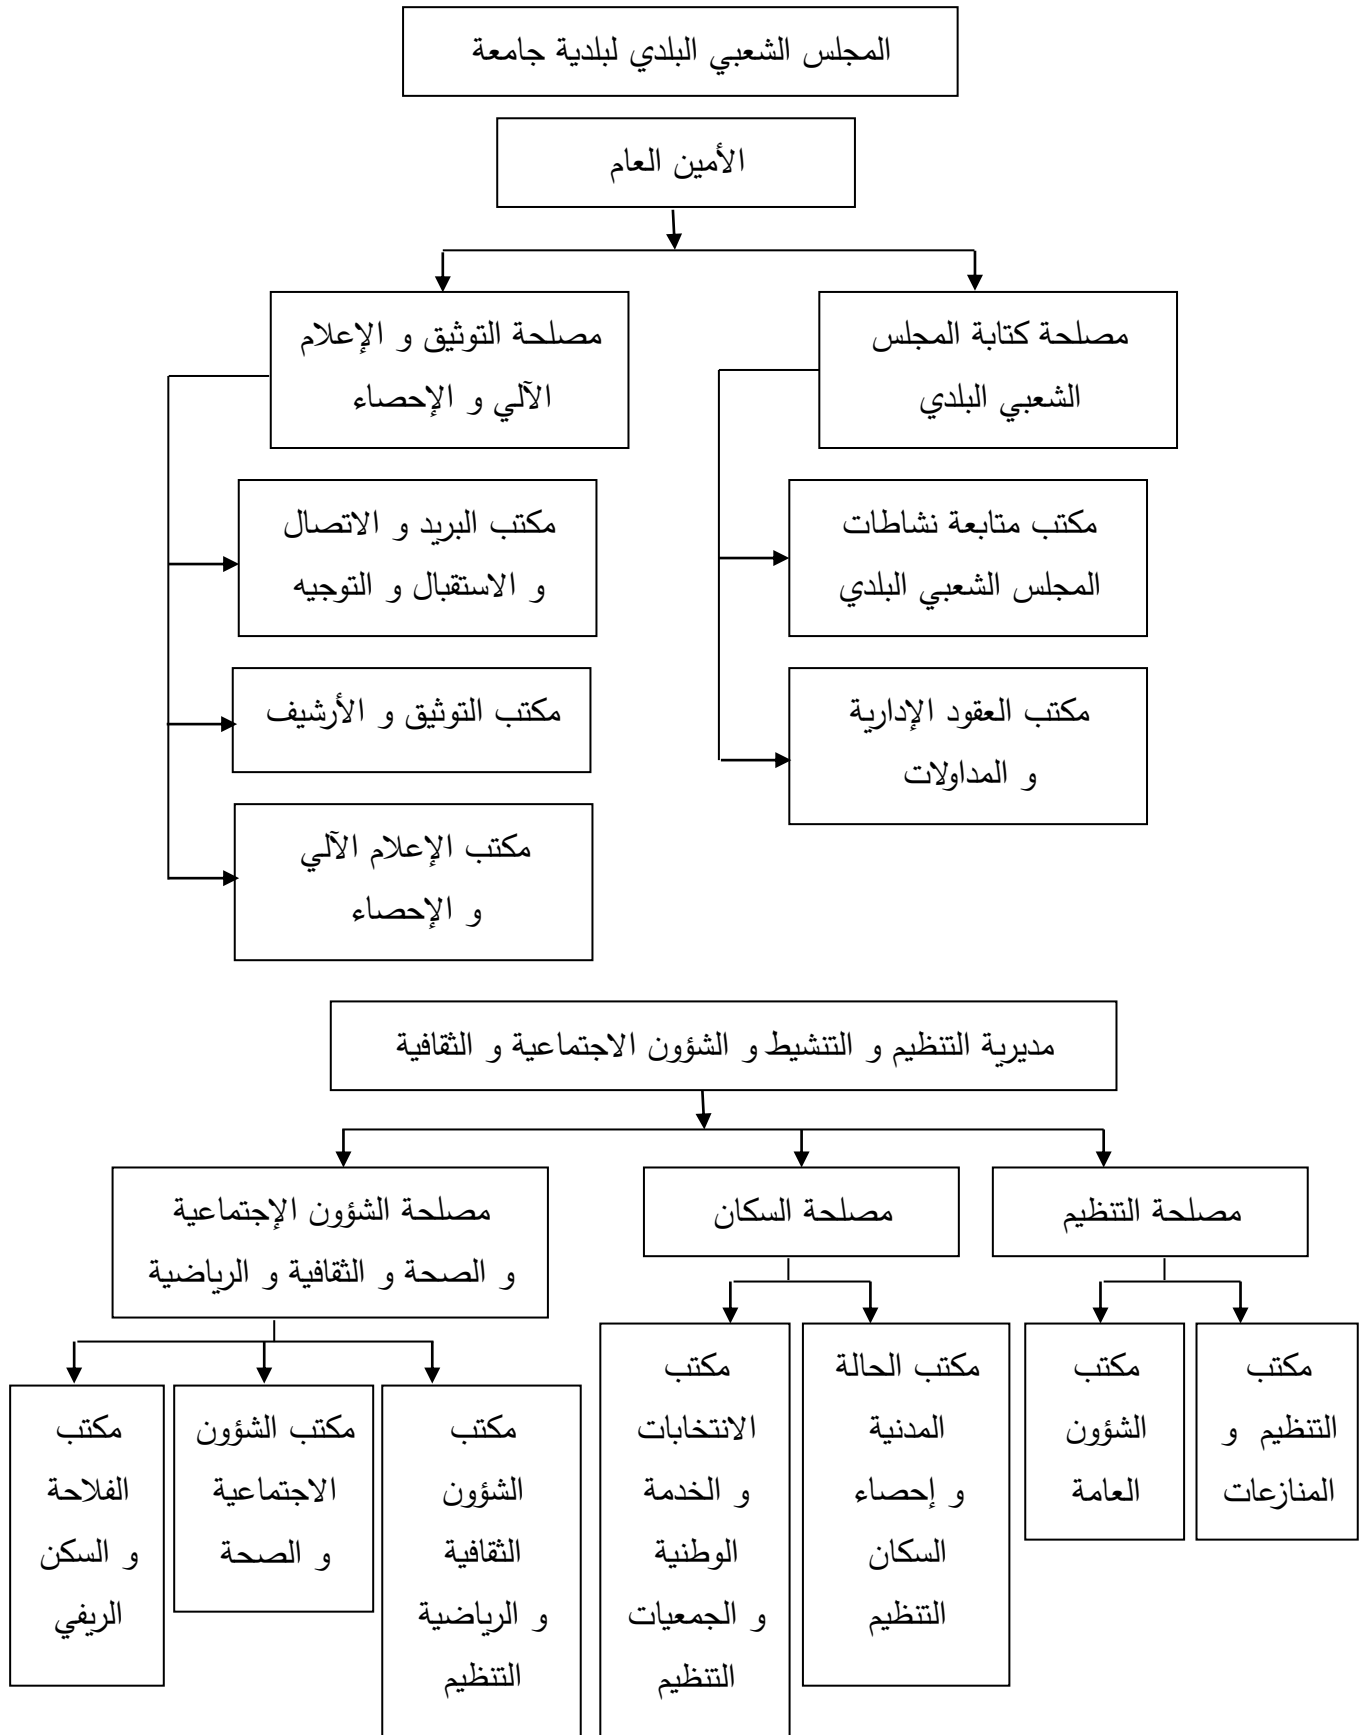 المجلس الشعبي البلدي لبلدية جامعة
الأمين العام
مصلحة كتابة المجلس
الشعبي البلدي
مكتب متابعة نشاطات
المجلس الشعبي البلدي
مكتب العقود الإدارية
و المداولات
مصلحة التوثيق و الإعلام
الآلي و الإحصاء
مكتب البريد و الاتصال
و الاستقبال و التوجيه
مكتب التوثيق و الأرشيف
مكتب الإعلام الآلي
و الإحصاء
مديرية التنظيم و التنشيط و الشؤون الاجتماعية و الثقافية
مصلحة التنظيم
مكتب
التنظيم و
المنازعات
مكتب
الشؤون
العامة
مصلحة السكان
مكتب الحالة
المدنية
و إحصاء
السكان
التنظيم
مكتب
الانتخابات
و الخدمة
الوطنية
و الجمعيات
التنظيم
مصلحة الشؤون الإجتماعية
و الصحة و الثقافية و الرياضية
مكتب
الشؤون
الثقافية
و الرياضية
التنظيم
مكتب الشؤون
الاجتماعية
و الصحة
مكتب
الفلاحة
و السكن
الريفي